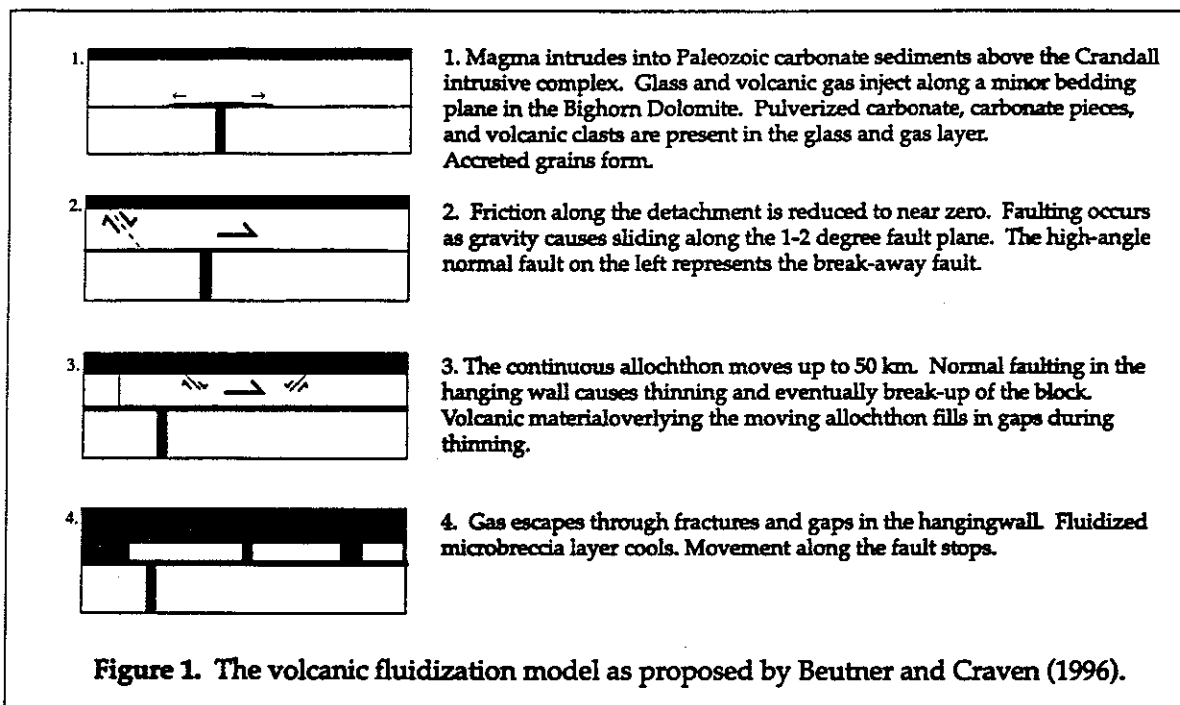 1.
1. Magma intrudes into Paleozoic carbonate sediments above the Crandall
intrusive complex. Glass and volcanic gas inject along a minor bedding
plane in the Bighorn Dolomite. Pulverized carbonate, carbonate pieces,
and volcanic clasts are present in the glass and gas layer.
Accreted grains form.
2.
2. Friction along the detachment is reduced to near zero. Faulting occurs
as gravity causes sliding along the 1-2 degree fault plane. The high-angle
normal fault on the left represents the break-away fault.
3.
3. The continuous allochthon moves up to 50 km. Normal faulting in the
hanging wall causes thinning and eventually break-up of the block.
Volcanic materialoverlying the moving allochthon fills in gaps during
thinning.
4.
4. Gas escapes through fractures and gaps in the hangingwall. Fluidized
microbreccia layer cools. Movement along the fault stops.
Figure 1. The volcanic fluidization model as proposed by Beutner and Craven (1996).